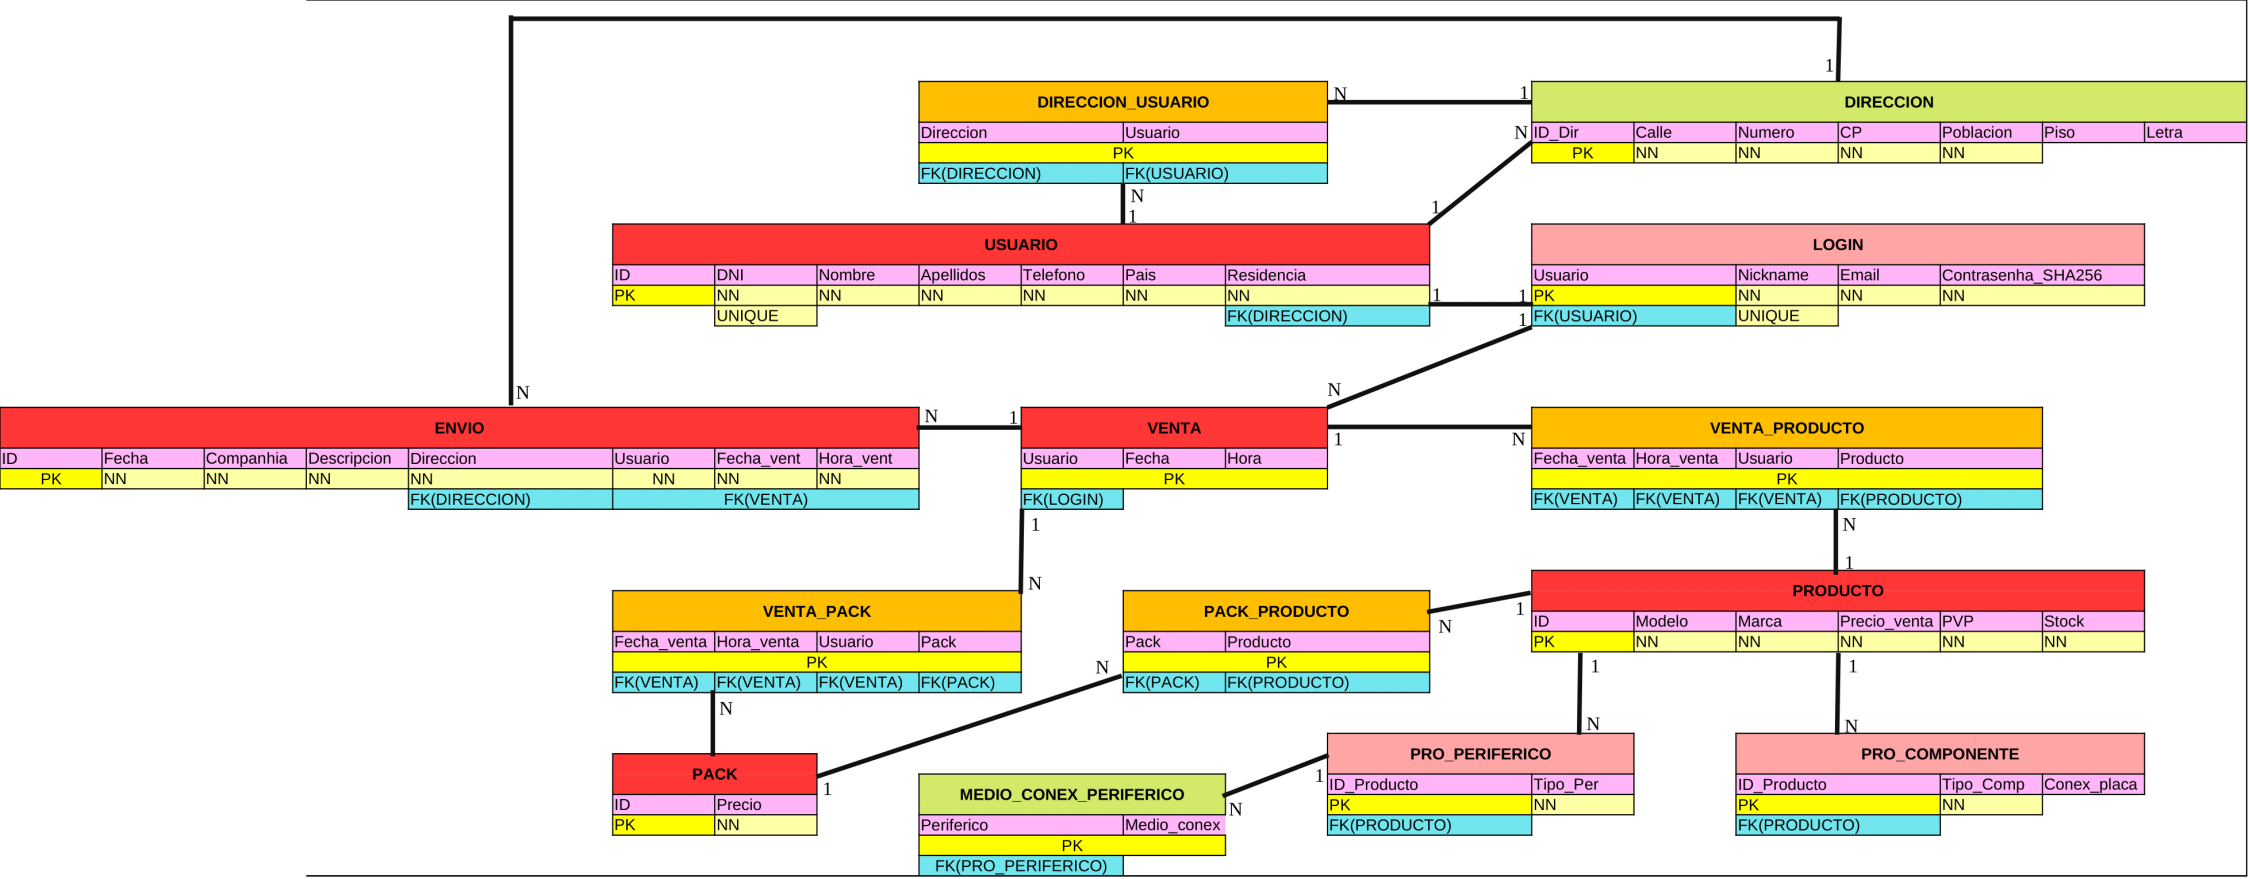 1
DIRECCION_USUARIO
N
1
DIRECCION
Direccion Usuario
N
ID_Dir Calle Numero CP Poblacion Piso Letra
PK
PK NN NN NN NN
FK(DIRECCION) FK(USUARIO)
N
1
1
USUARIO
LOGIN
ID DNI Nombre Apellidos Telefono Pais Residencia
Usuario Nickname Email Contrasenha_SHA256
PK NN NN NN NN NN NN
1
1
PK NN NN NN
UNIQUE FK(DIRECCION)
1
FK(USUARIO) UNIQUE
N
N
ENVIO
N
1
VENTA
1
N
VENTA_PRODUCTO
ID Fecha Companhia Descripcion Direccion Usuario Fecha_vent Hora_vent
Usuario Fecha Hora
Fecha_venta Hora_venta Usuario Producto
PK NN NN NN NN NN NN NN
PK
PK
FK(DIRECCION) FK(VENTA)
FK(LOGIN)
FK(VENTA) FK(VENTA) FK(VENTA) FK(PRODUCTO)
1
N
N
1
VENTA_PACK
PACK_PRODUCTO
N
1
PRODUCTO
Fecha_venta Hora_venta Usuario Pack
Pack Producto
ID Modelo Marca Precio_venta PVP Stock
PK
PK
PK NN NN NN NN NN
FK(VENTA) FK(VENTA) FK(VENTA) FK(PACK)
FK(PACK) FK(PRODUCTO)
N
N
1
1
N
N
PACK
1
MEDIO_CONEX_PERIFERICO
N
1
PRO_PERIFERICO
PRO_COMPONENTE
ID Precio
ID_Producto Tipo_Per
ID_Producto Tipo_Comp Conex_placa
PK NN
Periferico Medio_conex
PK NN
PK NN
PK
FK(PRODUCTO)
FK(PRODUCTO)
FK(PRO_PERIFERICO)